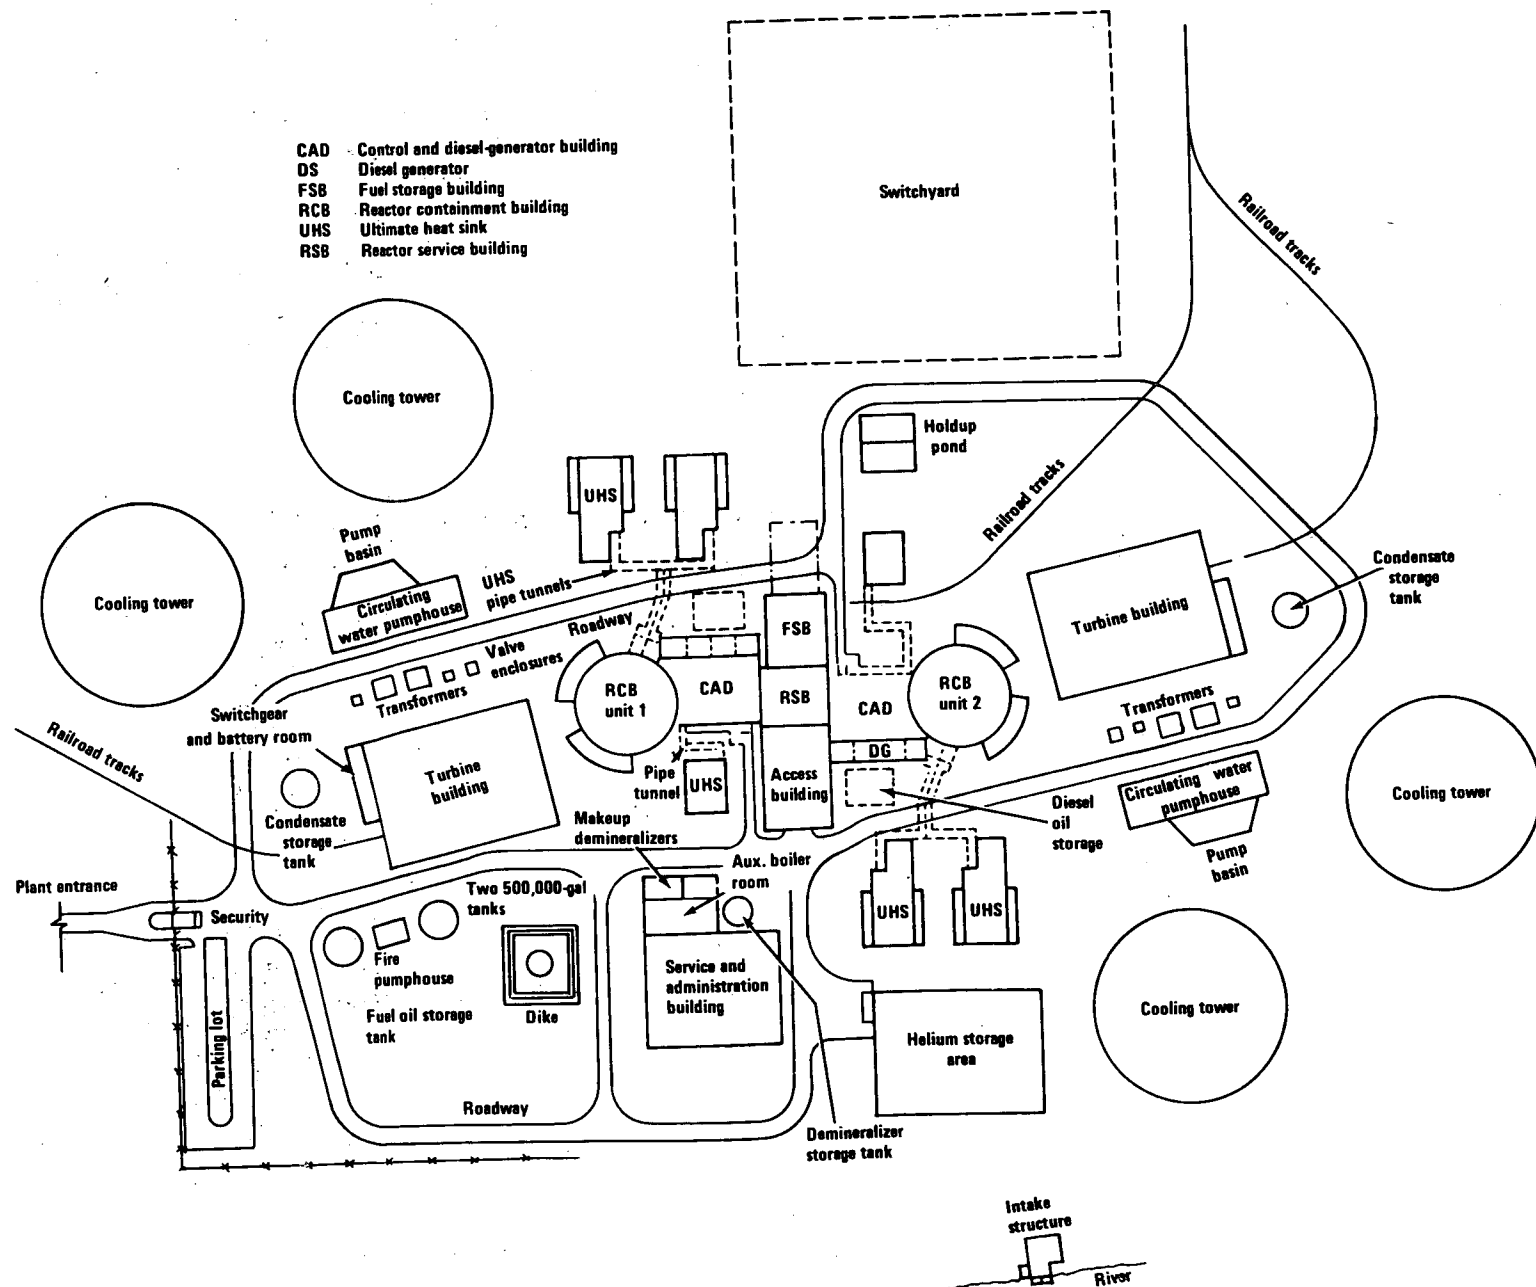 CAD Control and diesel-generator building
DS Diesel generator
FSB Fuel storage building
RCB Reactor containment building
UHS Ultimate heat sink
RSB Reactor service building
Switchyard
Railroad tracks
Cooling tower
Holdup
pond
UHS
Railroad tracks
Pump
basin
Condensate
storage
tank
UHS
pipe tunnels
Cooling tower
Circulating
water pumphouse
Roadway
FSB
Turbine building
Valve
enclosures
RCB
unit 1
CAD
RSB
RCB
unit 2
CAD
Transformers
Transformers
Switchgear
and battery room
Railroad tracks
DG
Turbine
building
Pipe
tunnel
UHS
Access
building
Circulating water
pumphouse
Cooling tower
Diesel
oil
storage
Condensate
storage
tank
Makeup
demineralizers
Pump
basin
Aux. boiler
room
Plant entrance
Two 500,000-gal
tanks
Security
UHS
UHS
Fire
pumphouse
Service and
administration
building
Fuel oil storage
tank
Dike
Cooling tower
Parking lot
Helium storage
area
Roadway
Demineralizer
storage tank
Intake
structure
River